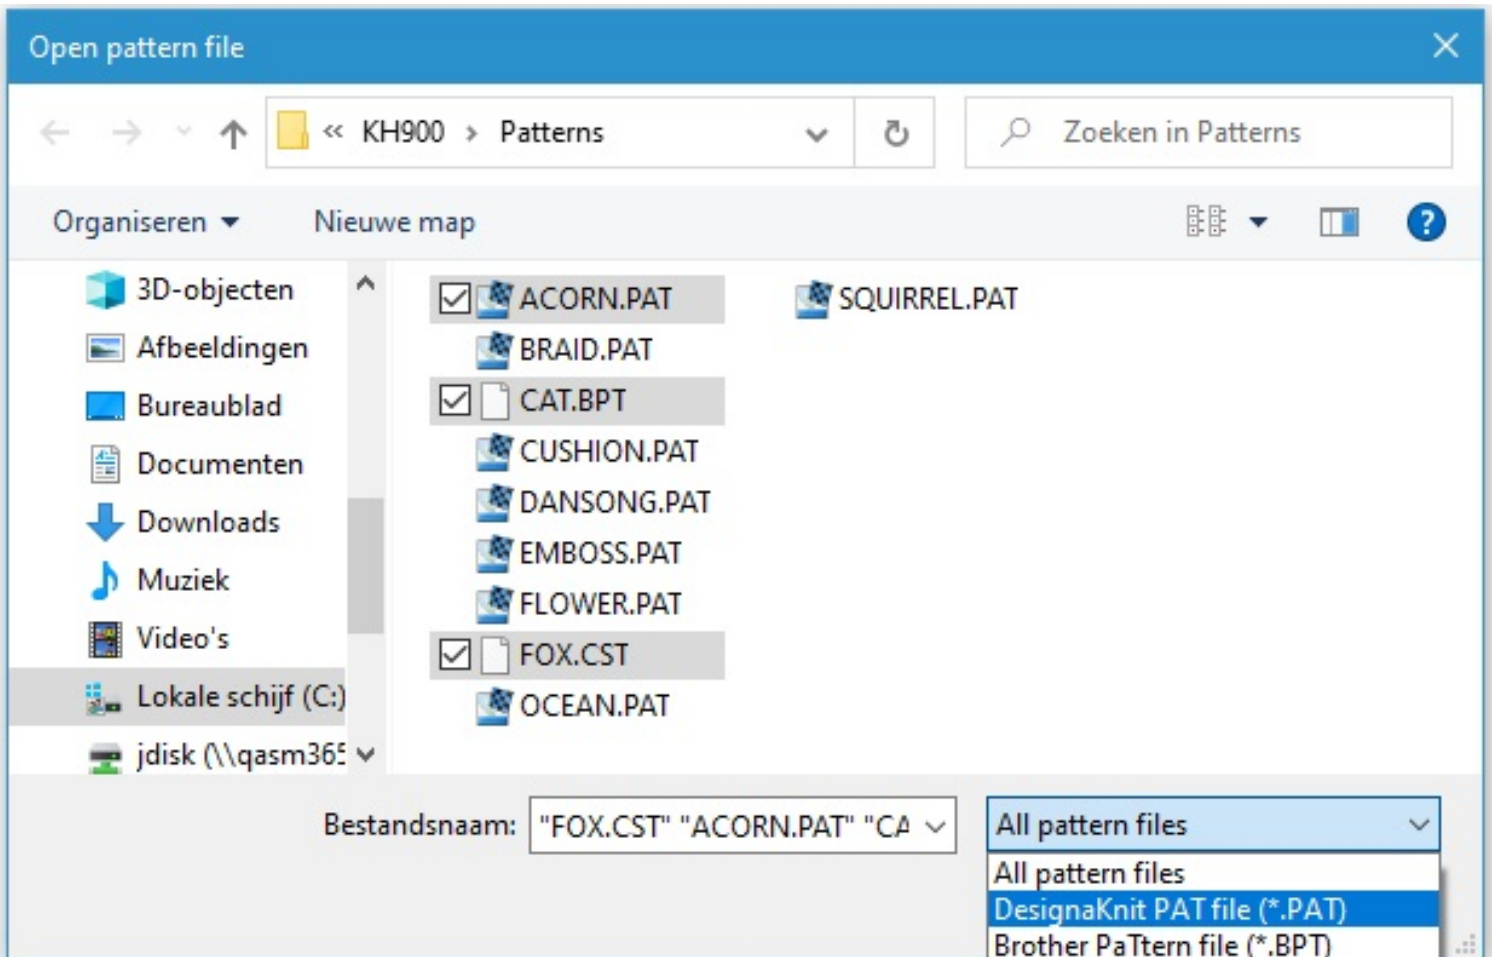 Open pattern file
« KH900 > Patterns
Zoeken in Patterns
Organiseren
Nieuwe map
?
3D-objecten
Afbeeldingen
Bureaublad
Documenten
Downloads
Muziek
Video's
Lokale schijf (C:)
jdisk (\\qasm365
ACORN.PAT
BRAID.PAT
CAT.BPT
CUSHION.PAT
DANSONG.PAT
EMBOSS.PAT
FLOWER.PAT
FOX.CST
OCEAN.PAT
SQUIRREL.PAT
Bestandsnaam: "FOX.CST" "ACORN.PAT" "CA
All pattern files
All pattern files
DesignaKnit PAT file (*.PAT)
Brother PaTtern file (*.BPT)